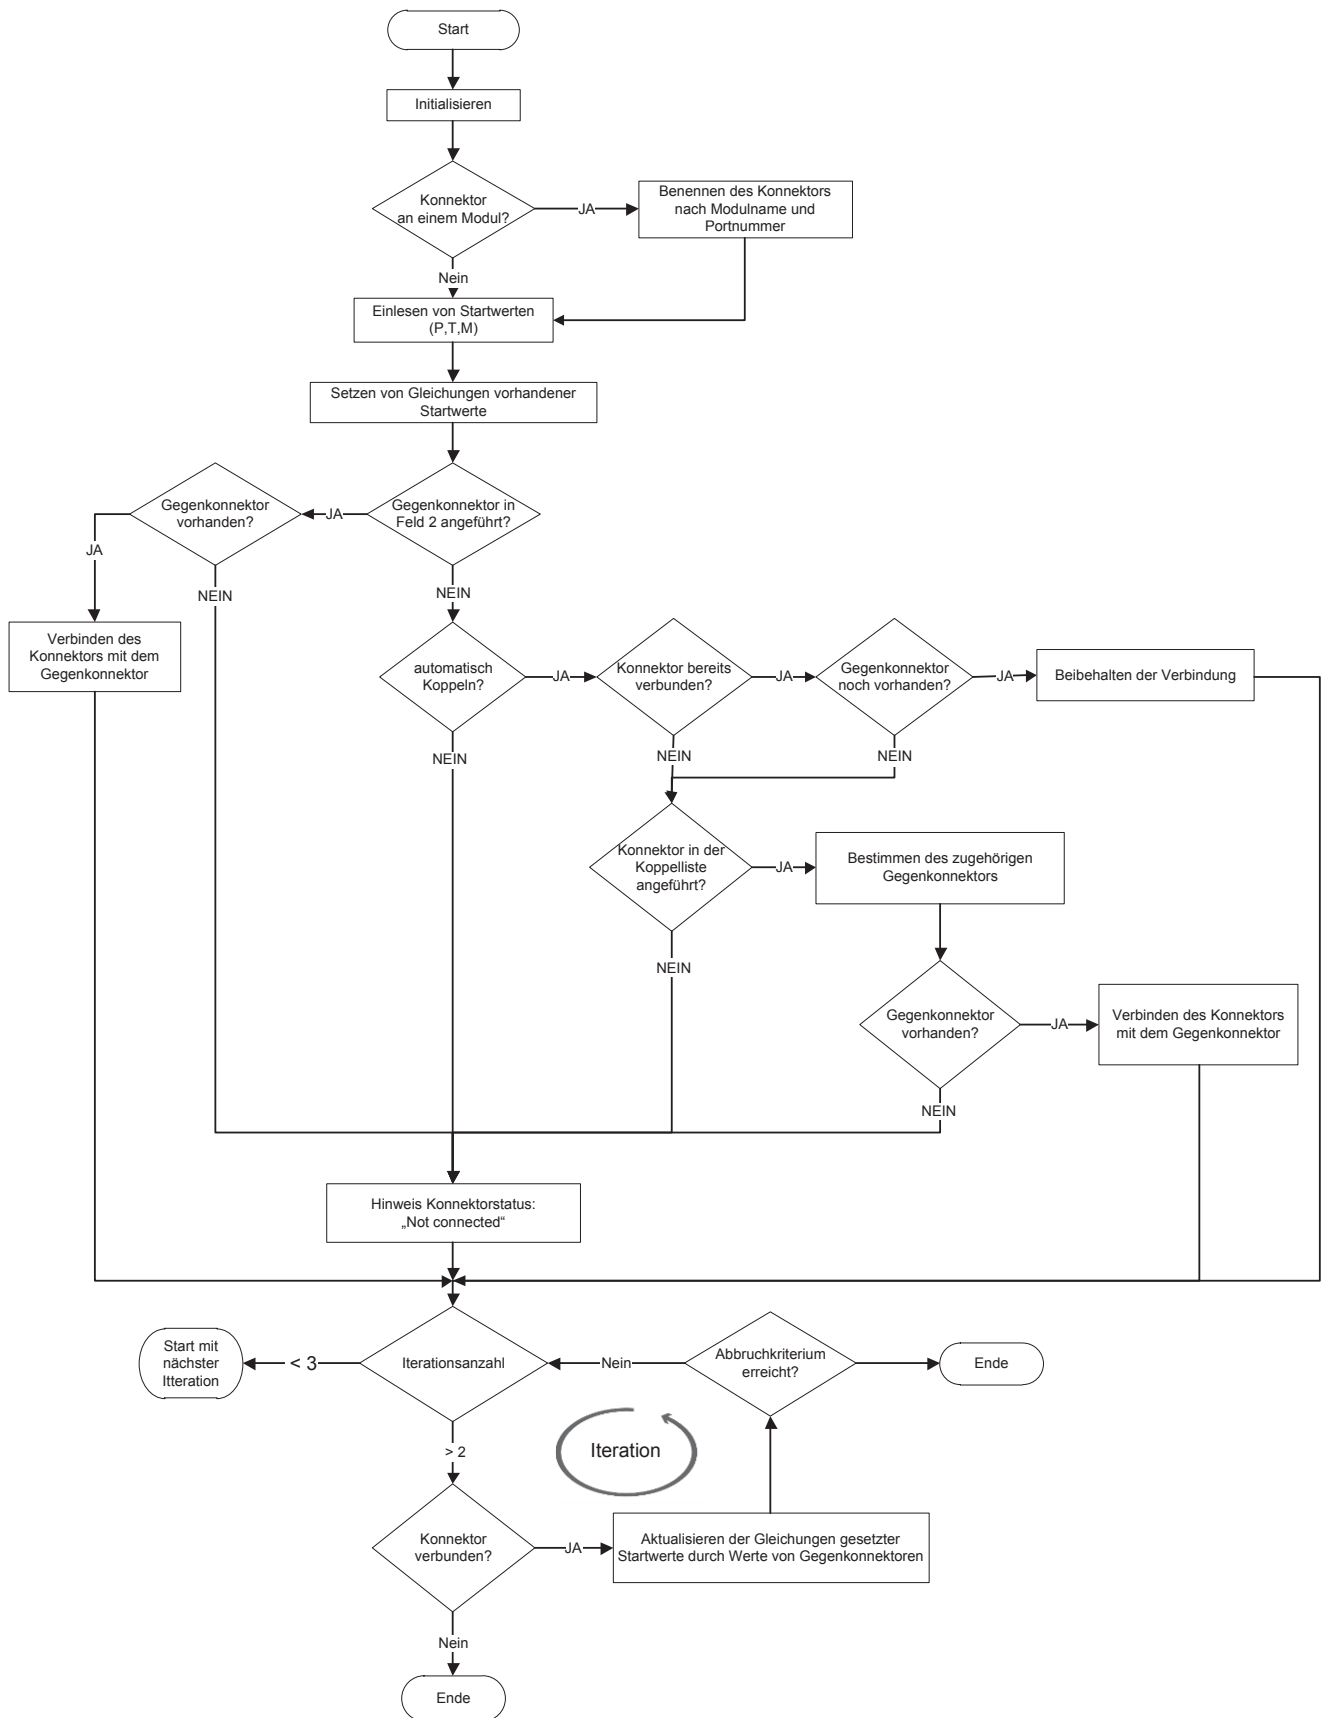 Start
Initialisieren
Konnektor
an einem Modul?
JA
Benennen des Konnektors
nach Modulname und
Portnummer
Nein
Einlesen von Startwerten
(P,T,M)
Setzen von Gleichungen vorhandener
Startwerte
Gegenkonnektor
vorhanden?
JA
Gegenkonnektor in
Feld 2 angeführt?
JA
NEIN
NEIN
Verbinden des
Konnektors mit dem
Gegenkonnektor
automatisch
Koppeln?
JA
Konnektor bereits
verbunden?
JA
Gegenkonnektor
noch vorhanden?
JA
Beibehalten der Verbindung
NEIN
NEIN
NEIN
Konnektor in der
Koppelliste
angeführt?
JA
Bestimmen des zugehörigen
Gegenkonnektors
NEIN
Gegenkonnektor
vorhanden?
JA
Verbinden des Konnektors
mit dem Gegenkonnektor
NEIN
Hinweis Konnektorstatus:
„Not connected“
Start mit
nächster
Itteration
< 3
Iterationsanzahl
Nein
Abbruchkriterium
erreicht?
Ende
> 2
Iteration
Konnektor
verbunden?
JA
Aktualisieren der Gleichungen gesetzter
Startwerte durch Werte von Gegenkonnektoren
Nein
Ende